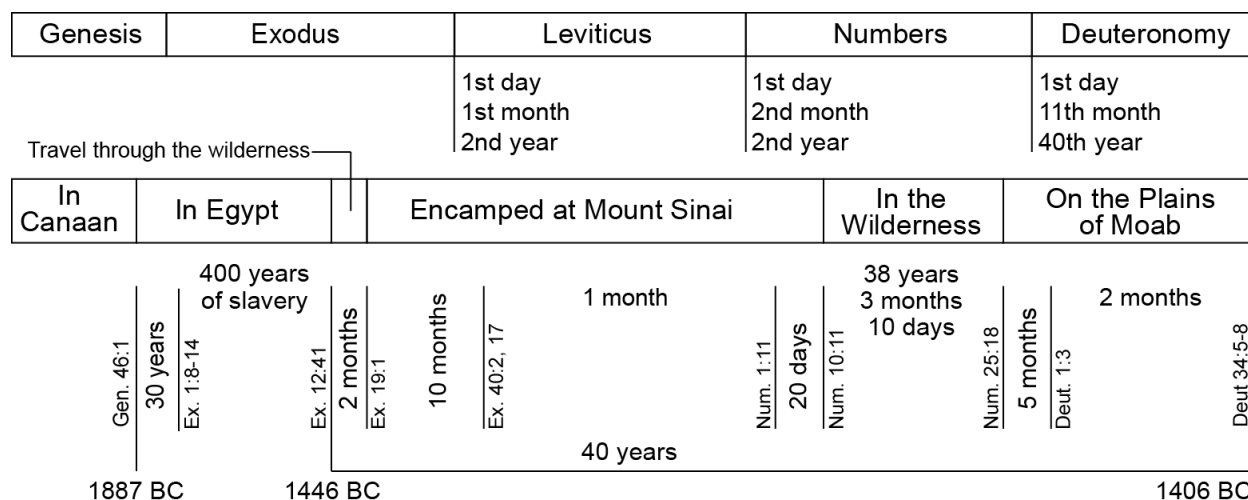 Genesis
Exodus
Leviticus
Numbers
Deuteronomy
1st day
1st month
2nd year
1st day
2nd month
2nd year
1st day
11th month
40th year
Travel through the wilderness
In
Canaan
In Egypt
Encamped at Mount Sinai
In the
Wilderness
On the Plains
of Moab
Gen. 46:1
30 years
Ex. 1:8-14
400 years
of slavery
Ex. 12:41
2 months
Ex. 19:1
10 months
Ex. 40:2, 17
1 month
Num. 1:11
20 days
Num. 10:11
38 years
3 months
10 days
Num. 25:18
5 months
Deut. 1:3
2 months
Deut 34:5-8
40 years
1887 BC
1446 BC
1406 BC